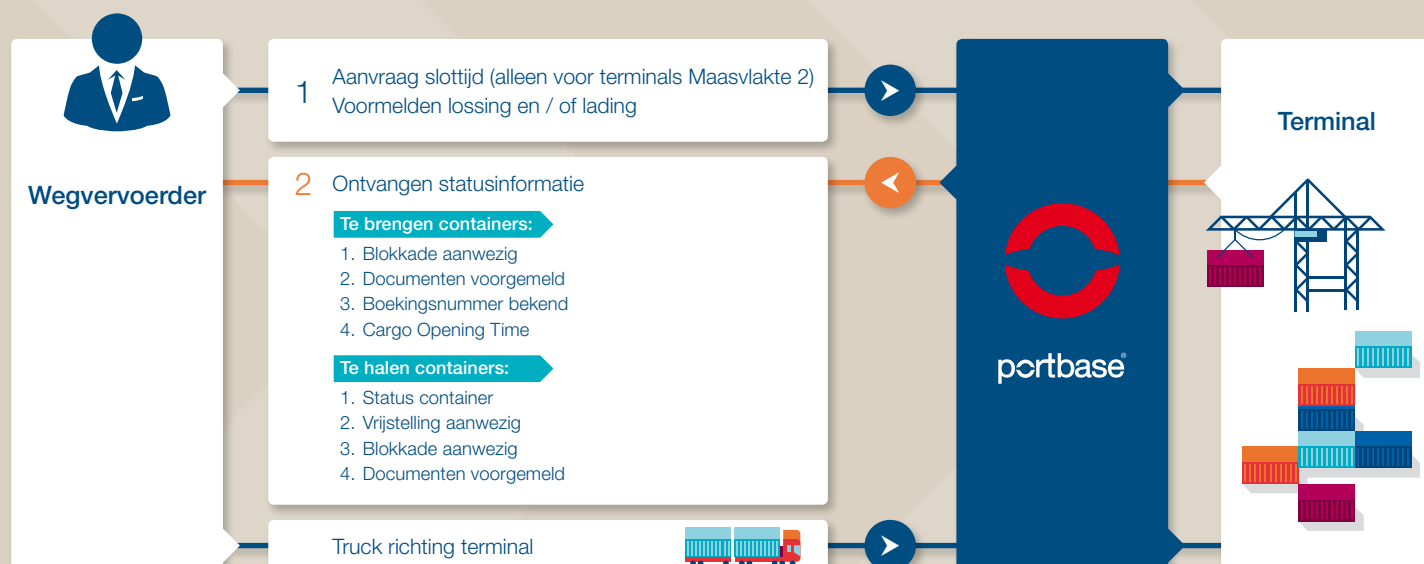 Wegvervoerder
1
Aanvraag slottijd (alleen voor terminals Maasvlakte 2)
Voormelden lossing en / of lading
2 Ontvangen statusinformatie
Te brengen containers:
1. Blokkade aanwezig
2. Documenten voorgemeld
3. Boekingsnummer bekend
4. Cargo Opening Time
Te halen containers:
1. Status container
2. Vrijstelling aanwezig
3. Blokkade aanwezig
4. Documenten voorgemeld
Truck richting terminal
portbase®
Terminal